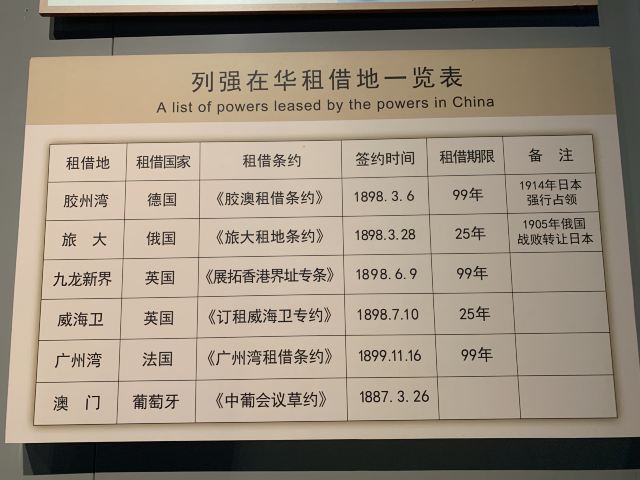 列强在华租借地一览表
A list of powers leased by the powers in China
租借地 租借国家 租借条约 签约时间 租借期限 备 注
胶州湾 德国 《胶澳租借条约》 1898.3.6 99年 1914年日本
强行占领
旅 大 俄国 《旅大租地条约》 1898.3.28 25年 1905年俄国
战败转让日本
九龙新界 英国 《展拓香港界址专条》 1898.6.9 99年
威海卫 英国 《订租威海卫专约》 1898.7.10 25年
广州湾 法国 《广州湾租借条约》 1899.11.16 99年
澳 门 葡萄牙 《中葡会议草约》 1887.3.26